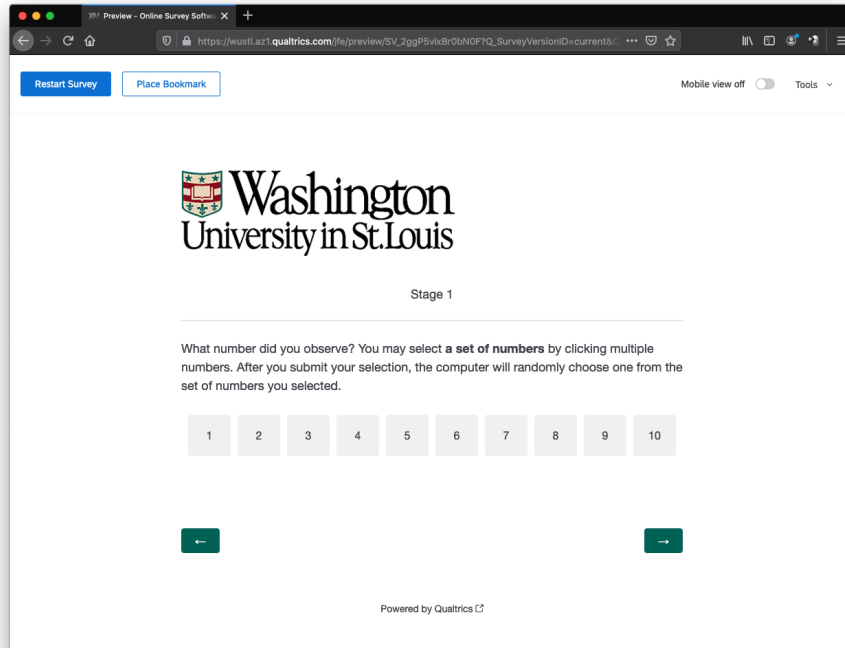 Preview - Online Survey Softwa
https://wustl.az1.qualtrics.com/jfe/preview/SV_2ggP5vixBr0bN0F?Q_SurveyVersionID=current&
Restart Survey
Place Bookmark
Mobile view off
Tools
Washington
University in St.Louis
Stage 1
What number did you observe? You may select a set of numbers by clicking multiple
numbers. After you submit your selection, the computer will randomly choose one from the
set of numbers you selected.
1 2 3 4 5 6 7 8 9 10
← →
Powered by Qualtrics